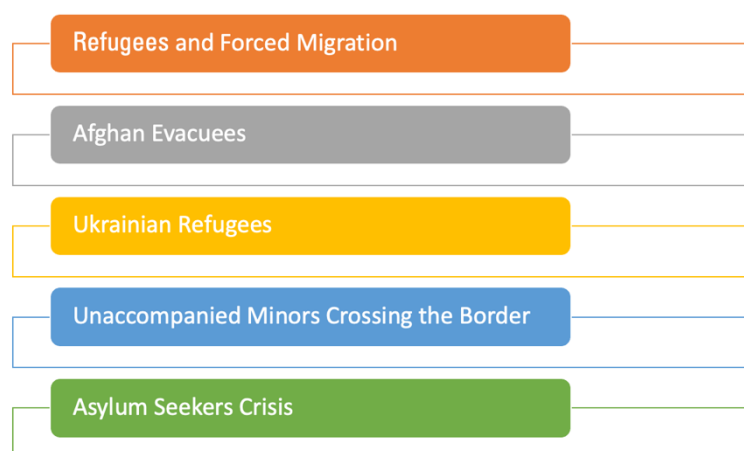 Refugees and Forced Migration
Afghan Evacuees
Ukrainian Refugees
Unaccompanied Minors Crossing the Border
Asylum Seekers Crisis